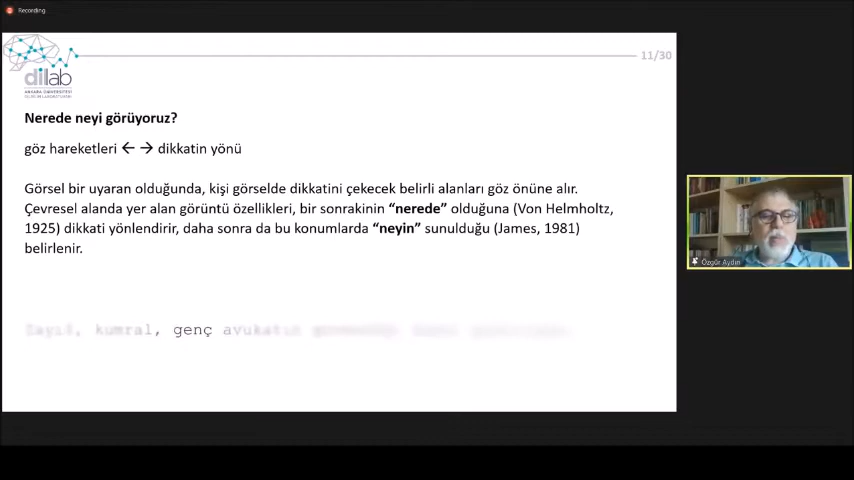 Recording
11/30
dilab
ANKARA ÜNİVERSİTESİ
Nerede neyi görüyoruz?
göz hareketleri ← → dikkatin yönü
Görsel bir uyaran olduğunda, kişi görselde dikkatini çekecek belirli alanları göz önüne alır.
Çevresel alanda yer alan görüntü özellikleri, bir sonrakinin “nerede” olduğuna (Von Helmholtz,
1925) dikkati yönlendirir, daha sonra da bu konumlarda “neyin” sunulduğu (James, 1981)
belirlenir.
kumral, genç avukatın
Özgür Aydın